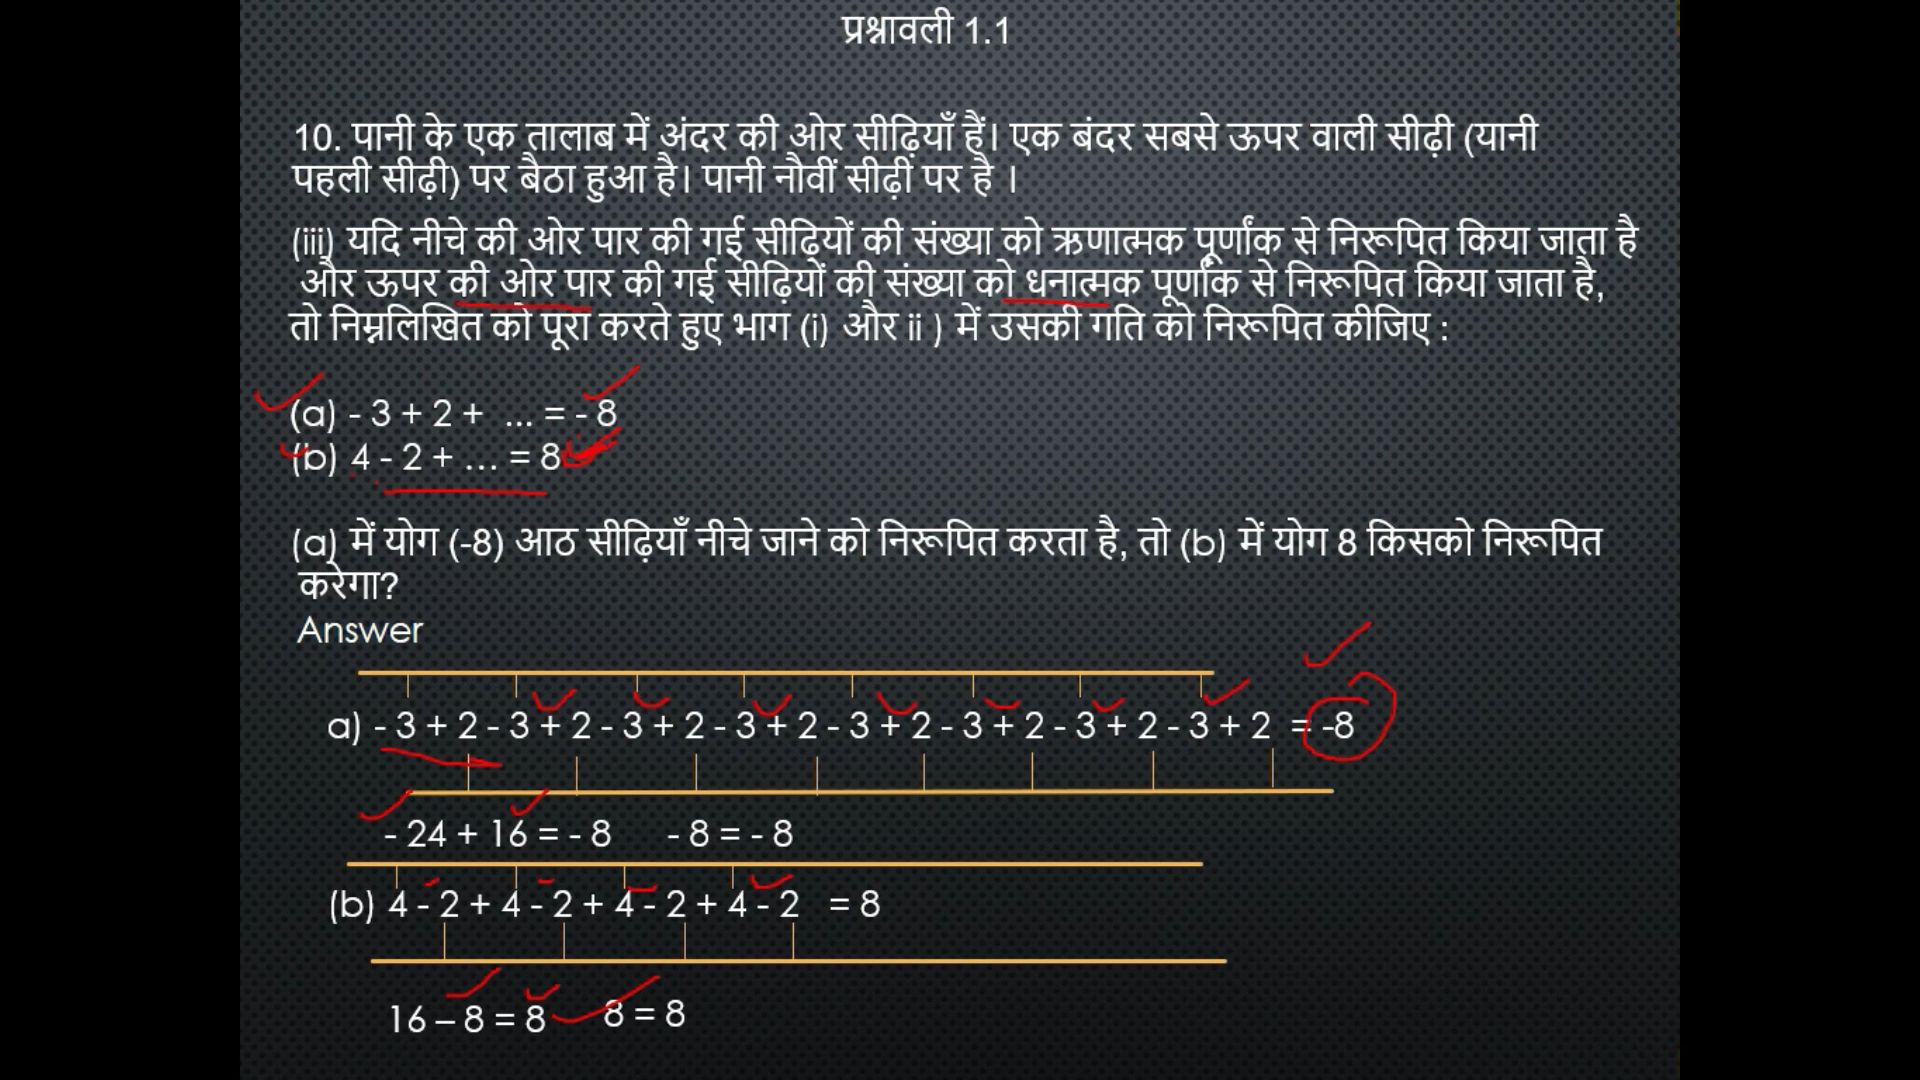 प्रश्नावली 1.1
10. पानी के एक तालाब में अंदर की ओर सीढ़ियाँ हैं। एक बंदर सबसे ऊपर वाली सीढ़ी (यानी
पहली सीढ़ी) पर बैठा हुआ है। पानी नौवीं सीढ़ी पर है ।
(iii) यदि नीचे की ओर पार की गई सीढ़ियों की संख्या को ऋणात्मक पूर्णांक से निरूपित किया जाता है
और ऊपर की ओर पार की गई सीढ़ियों की संख्या को धनात्मक पूर्णांक से निरूपित किया जाता है,
तो निम्नलिखित को पूरा करते हुए भाग (i) और ii ) में उसकी गति को निरूपित कीजिए :
(a) - 3 + 2 + ... = - 8
(b) 4 - 2 + ... = 8
(a) में योग (-8) आठ सीढ़ियाँ नीचे जाने को निरूपित करता है, तो (b) में योग 8 किसको निरूपित
करेगा?
Answer
a) - 3 + 2 - 3 + 2 - 3 + 2 - 3 + 2 - 3 + 2 - 3 + 2 - 3 + 2 - 3 + 2 = -8
- 24 + 16 = - 8 - 8 = - 8
(b) 4 - 2 + 4 - 2 + 4 - 2 + 4 - 2 = 8
16 – 8 = 8 8 = 8